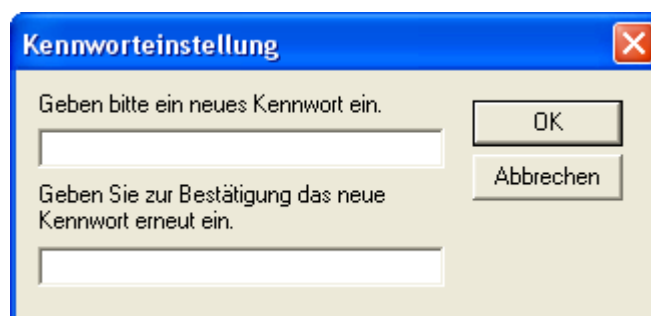 Kennworteinstellung
Geben bitte ein neues Kennwort ein.
OK
Abbrechen
Geben Sie zur Bestätigung das neue
Kennwort erneut ein.